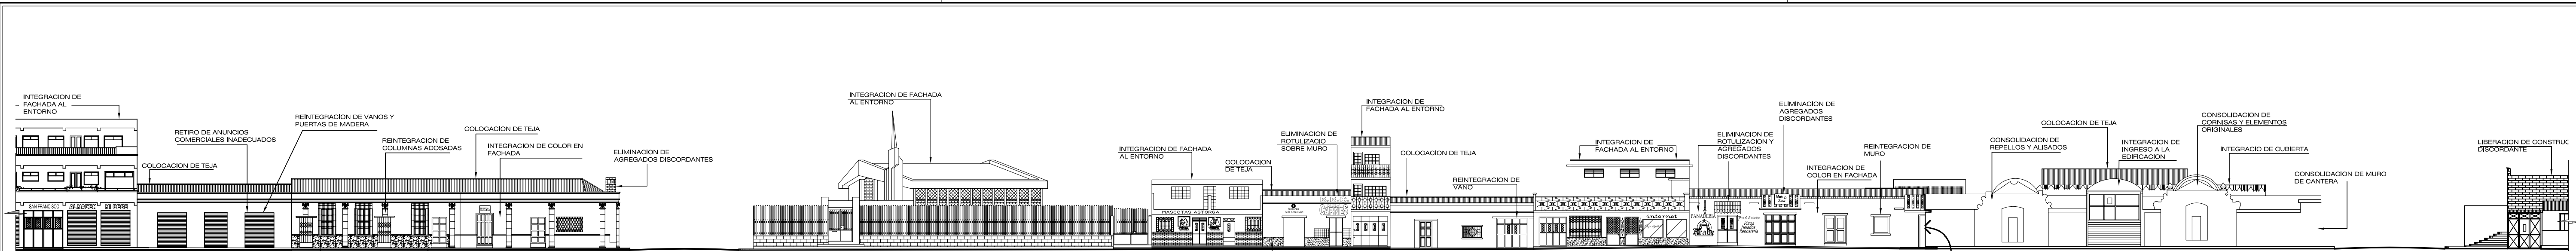 INTEGRACION DE
FACHADA AL
ENTORNO
SAN FRANCISCO
ALMACEN
MI BEBE
COLOCACION DE TEJA
RETIRO DE ANUNCIOS
COMERCIALES INADECUADOS
REINTEGRACION DE VANOS Y
PUERTAS DE MADERA
REINTEGRACION DE
COLUMNAS ADOSADAS
COLOCACION DE TEJA
INTEGRACION DE COLOR EN
FACHADA
ELIMINACION DE
AGREGADOS DISCORDANTES
INTEGRACION DE FACHADA
AL ENTORNO
INTEGRACION DE FACHADA
AL ENTORNO
MASCOTAS ASTORGA
COLOCACION
DE TEJA
ELIMINACION DE
ROTULIZACIO
SOBRE MURO
INTEGRACION DE
FACHADA AL ENTORNO
COLOCACION DE TEJA
REINTEGRACION DE
VANO
INTEGRACION DE
FACHADA AL ENTORNO
internet
ELIMINACION DE
ROTULIZACION Y
AGREGADOS
DISCORDANTES
PANADERIA
Pizza
Helados
Reposteria
ELIMINACION DE
AGREGADOS
DISCORDANTES
INTEGRACION DE
COLOR EN FACHADA
REINTEGRACION DE
MURO
CONSOLIDACION DE
REPELLOS Y ALISADOS
COLOCACION DE TEJA
INTEGRACION DE
INGRESO A LA
EDIFICACION
CONSOLIDACION DE
CORNISAS Y ELEMENTOS
ORIGINALES
INTEGRACIO DE CUBIERTA
CONSOLIDACION DE MURO
DE CANTERA
LIBERACION DE CONSTRUC
DISCORDANTE